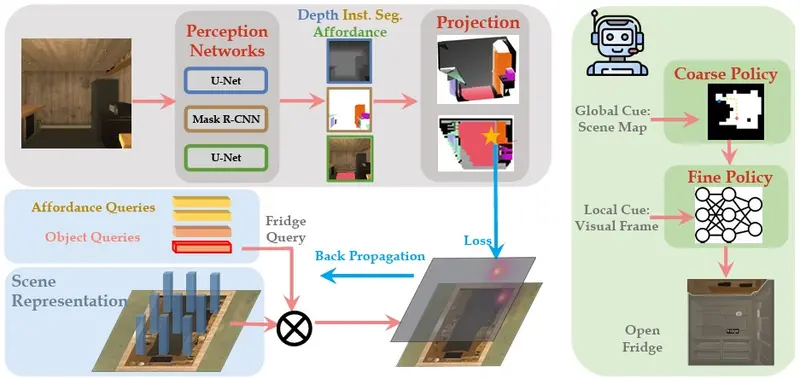 Perception
Networks
U-Net
Mask R-CNN
U-Net
Depth Inst. Seg.
Affordance
Projection
Affordance Queries
Object Queries
Fridge
Query
Scene
Representation
Back Propagation
Loss
Coarse Policy
Global Cue:
Scene Map
Fine Policy
Local Cue:
Visual Frame
Open
Fridge